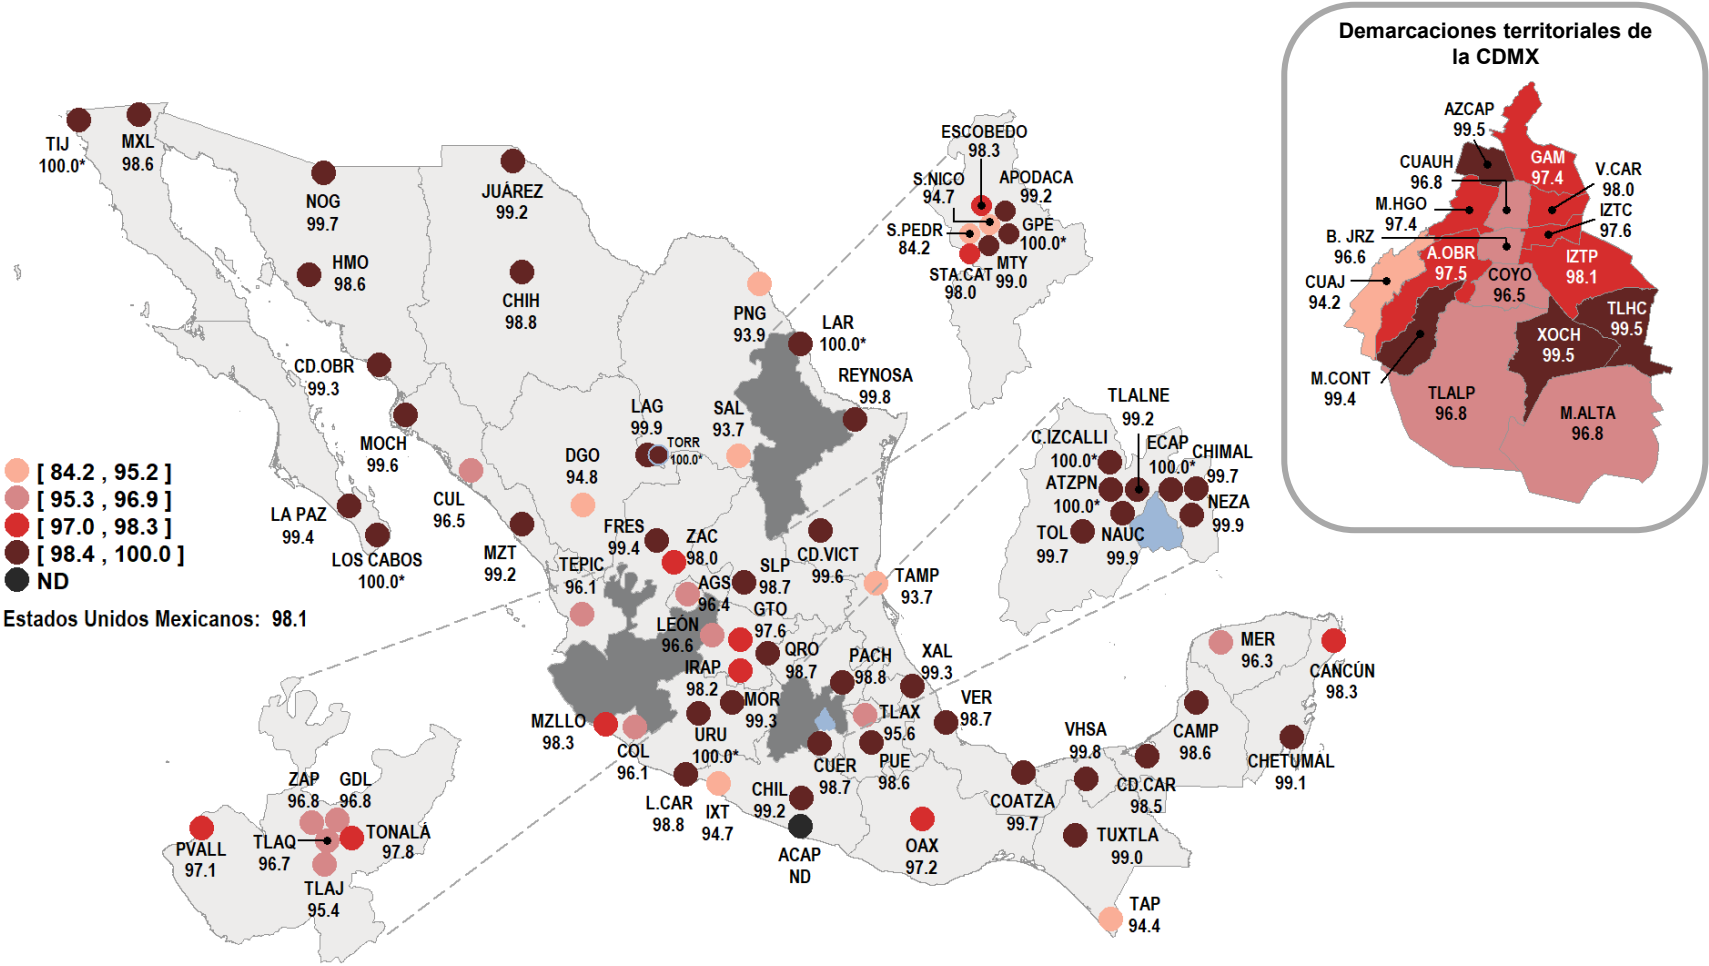 Demarcaciones territoriales de
la CDMX
AZCAP
99.5
GAM
97.4
CUAUH
96.8
V.CAR
98.0
M.HGO
97.4
IZTC
97.6
B. JRZ
96.6
A.OBR
97.5
IZTP
98.1
CUAJ
94.2
COYO
96.5
TLHC
99.5
XOCH
99.5
M.CONT
99.4
TLALP
96.8
M.ALTA
96.8
TIJ
100.0*
MXL
98.6
NOG
99.7
JUÁREZ
99.2
HMO
98.6
CHIH
98.8
ESCOBEDO
98.3
S.NICO
94.7
APODACA
99.2
S.PEDR
84.2
GPE
100.0*
STA.CAT
98.0
MTY
99.0
PNG
93.9
LAR
100.0*
CD.OBR
99.3
REYNOSA
99.8
MOCH
99.6
LAG
99.9
TORR
100.0*
SAL
93.7
DGO
94.8
CUL
96.5
TLALNE
99.2
C.IZCALLI
100.0*
ECAP
100.0*
CHIMAL
99.7
ATZPN
100.0*
NEZA
99.9
TOL
99.7
NAUC
99.9
[ 84.2 , 95.2 ]
[ 95.3 , 96.9 ]
[ 97.0 , 98.3 ]
[ 98.4 , 100.0 ]
ND
Estados Unidos Mexicanos: 98.1
LA PAZ
99.4
LOS CABOS
100.0*
MZT
99.2
FRES
99.4
ZAC
98.0
CD.VICT
99.6
TEPIC
96.1
AGS
96.4
SLP
98.7
TAMP
93.7
LEÓN
96.6
GTO
97.6
IRAP
98.2
QRO
98.7
PACH
98.8
XAL
99.3
MER
96.3
CANCÚN
98.3
MZLLO
98.3
COL
96.1
URU
100.0*
MOR
99.3
TLAX
95.6
VER
98.7
CUER
98.7
PUE
98.6
VHSA
99.8
CAMP
98.6
CHETUMAL
99.1
L.CAR
98.8
IXT
94.7
CHIL
99.2
ACAP
ND
COATZA
99.7
CD.CAR
98.5
OAX
97.2
TUXTLA
99.0
TAP
94.4
ZAP
96.8
GDL
96.8
PVALL
97.1
TLAQ
96.7
TONALÁ
97.8
TLAJ
95.4